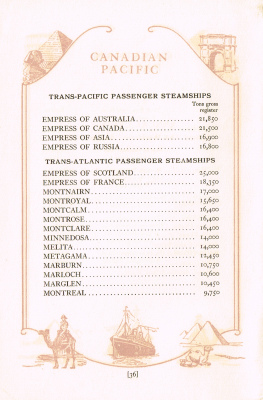 CANADIAN
PACIFIC
TRANS-PACIFIC PASSENGER STEAMSHIPS
Tons gross
register
EMPRESS OF AUSTRALIA.................... 21,850
EMPRESS OF CANADA....................... 21,500
EMPRESS OF ASIA......................... 16,900
EMPRESS OF RUSSIA....................... 16,800
TRANS-ATLANTIC PASSENGER STEAMSHIPS
EMPRESS OF SCOTLAND..................... 25,000
EMPRESS OF FRANCE....................... 18,350
MONTNAIRN............................... 17,000
MONTROYAL............................... 15,650
MONTCALM................................ 16,400
MONTROSE................................ 16,400
MONTCLARE............................... 16,400
MINNEDOSA............................... 14,000
MELITA.................................. 14,000
METAGAMA................................ 12,450
MARBURN................................. 10,750
MARLOCH................................. 10,600
MARGLEN................................. 10,450
MONTREAL................................ 9,750
[36]